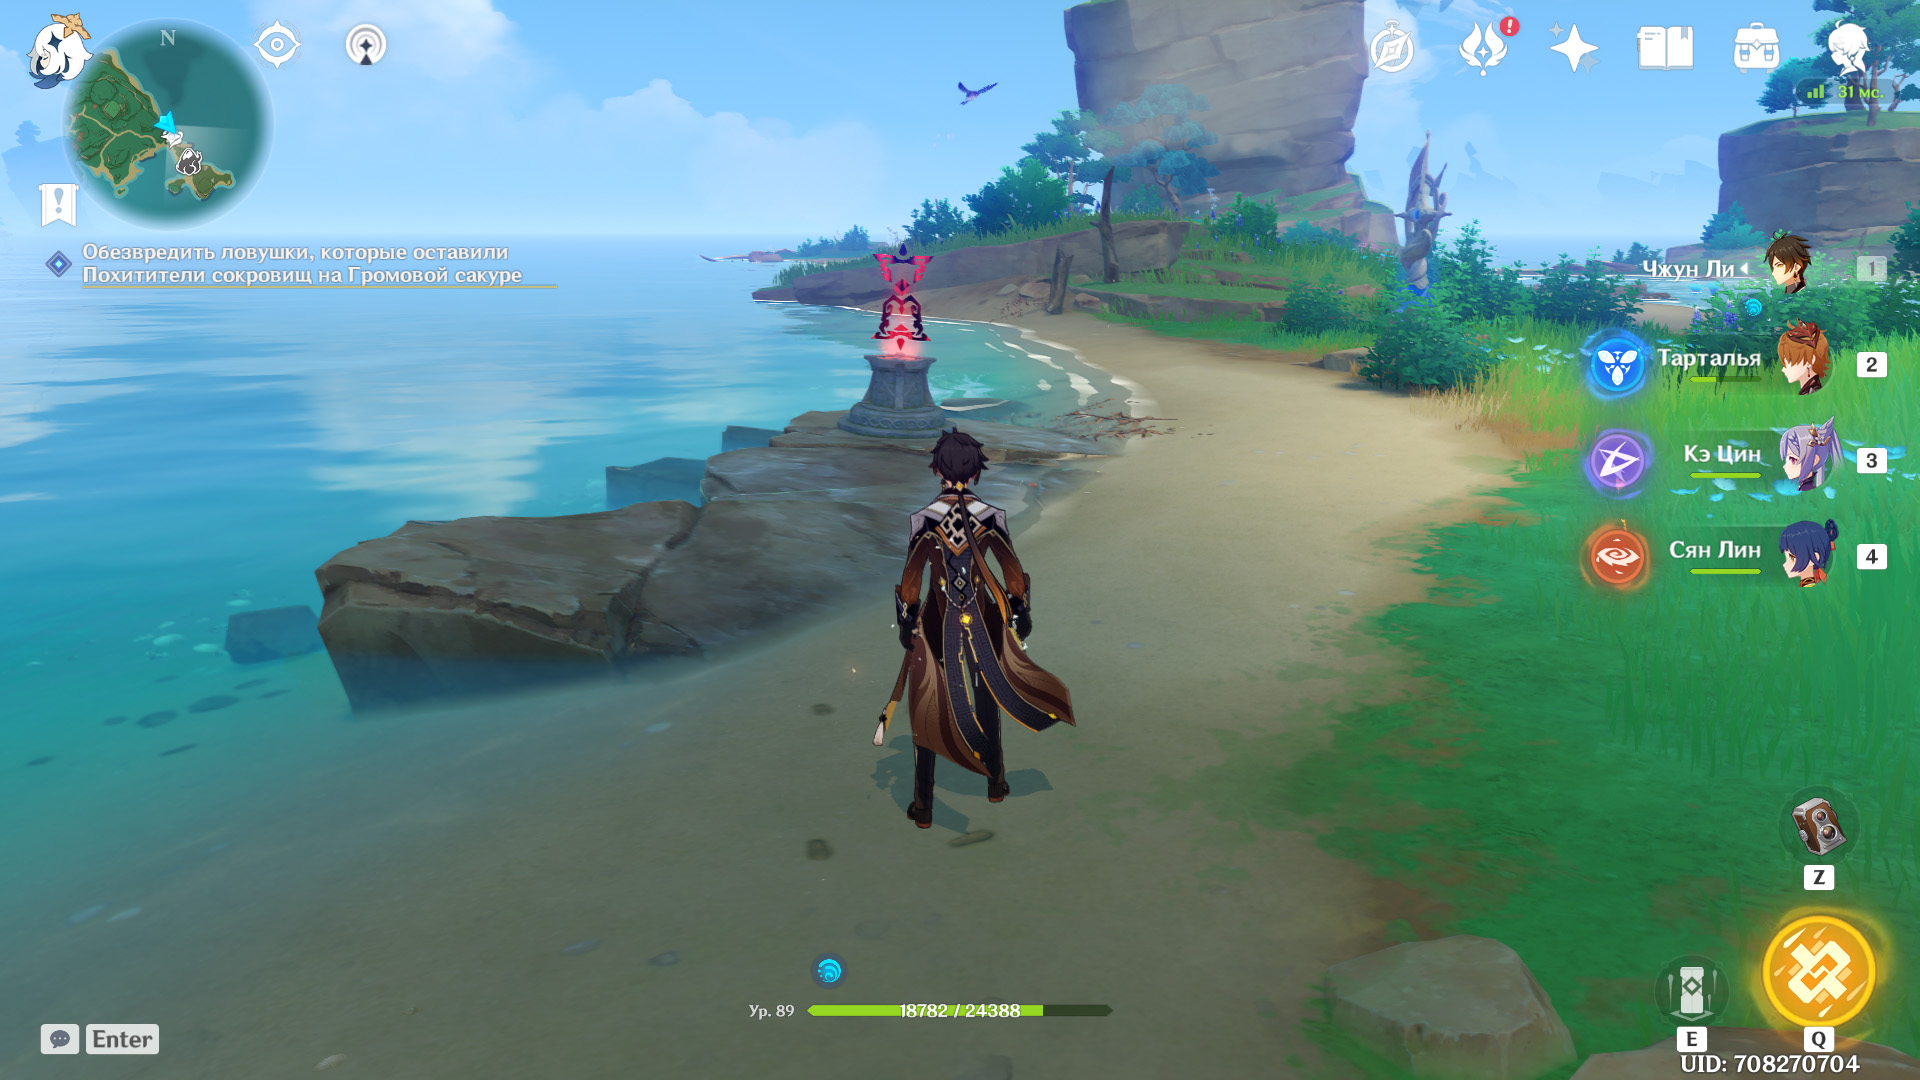 N
31 мс.
Обезвредить ловушки, которые оставили
Похитители сокровищ на Громовой сакуре
Чжун Ли
1
Тарталья
2
Кэ Цин
3
Сян Лин
4
Z
Ур. 89
18782 / 24388
Enter
E
Q
UID: 708270704